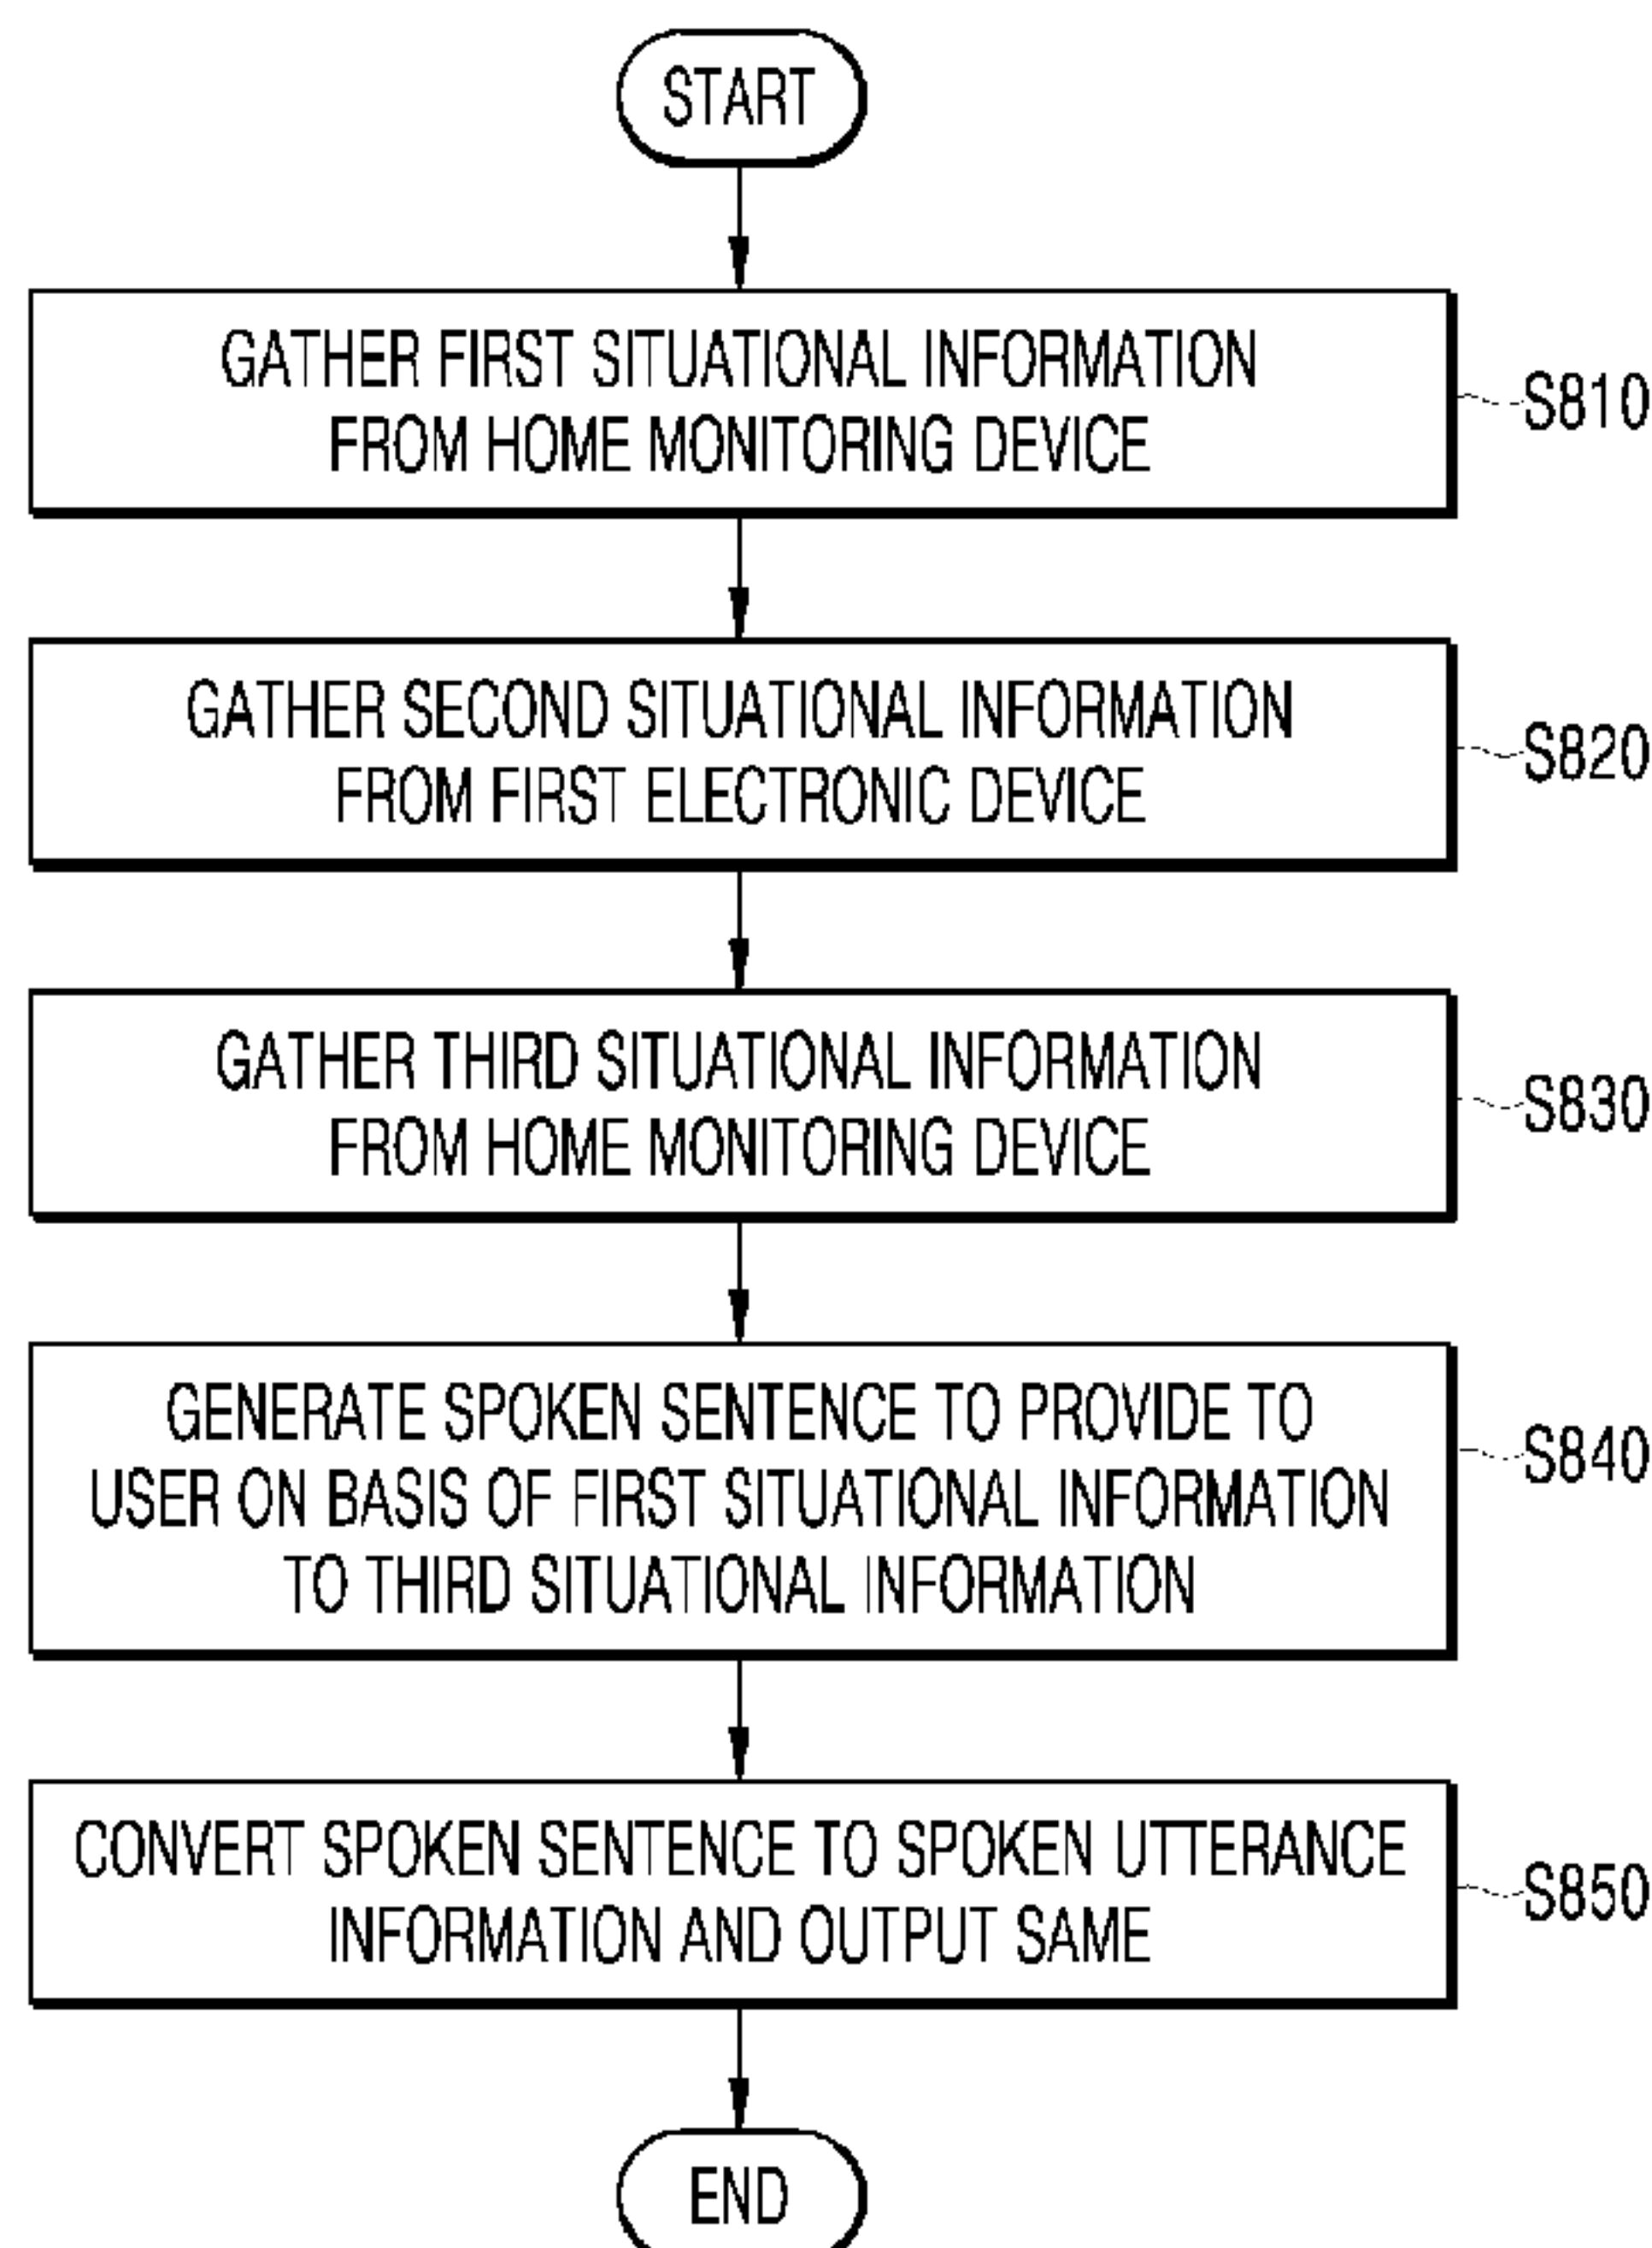 START
GATHER FIRST SITUATIONAL INFORMATION
FROM HOME MONITORING DEVICE
S810
GATHER SECOND SITUATIONAL INFORMATION
FROM FIRST ELECTRONIC DEVICE
S820
GATHER THIRD SITUATIONAL INFORMATION
FROM HOME MONITORING DEVICE
S830
GENERATE SPOKEN SENTENCE TO PROVIDE TO
USER ON BASIS OF FIRST SITUATIONAL INFORMATION
TO THIRD SITUATIONAL INFORMATION
S840
CONVERT SPOKEN SENTENCE TO SPOKEN UTTERANCE
INFORMATION AND OUTPUT SAME
S850
END